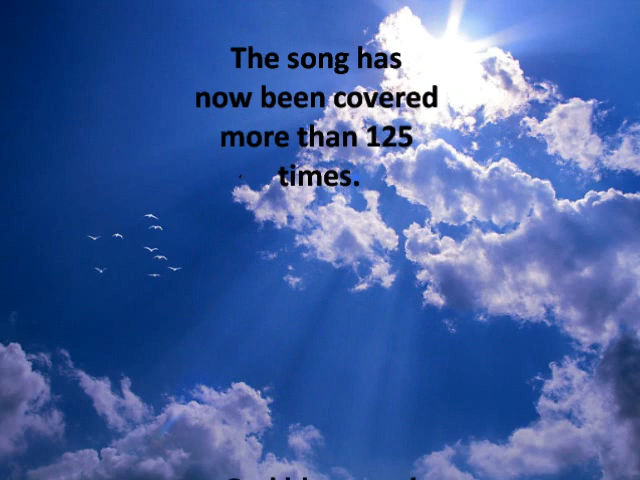 The song has
now been covered
more than 125
times.